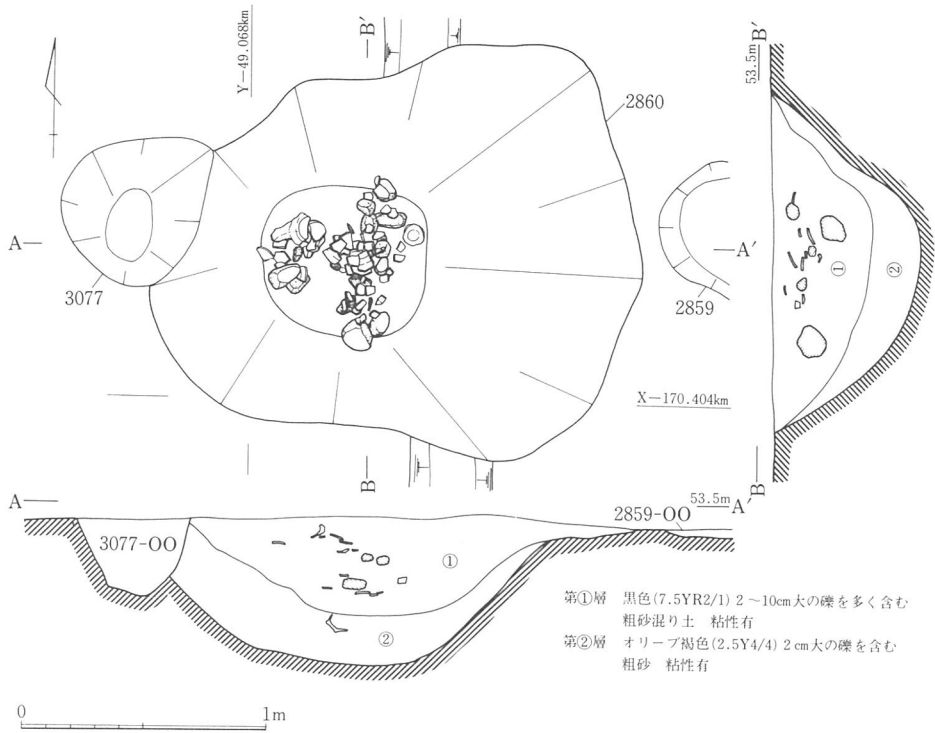 Y−49.068km
B′
2860
A
3077
A′
2859
X−170.404km
B
B′
53.5m
①
②
B
A
53.5m
A′
3077-OO
2859-OO
①
②
第①層 黒色(7.5YR2/1) 2～10cm大の礫を多く含む
粗砂混り土 粘性有
第②層 オリーブ褐色(2.5Y4/4) 2cm大の礫を含む
粗砂 粘性有
0
1m